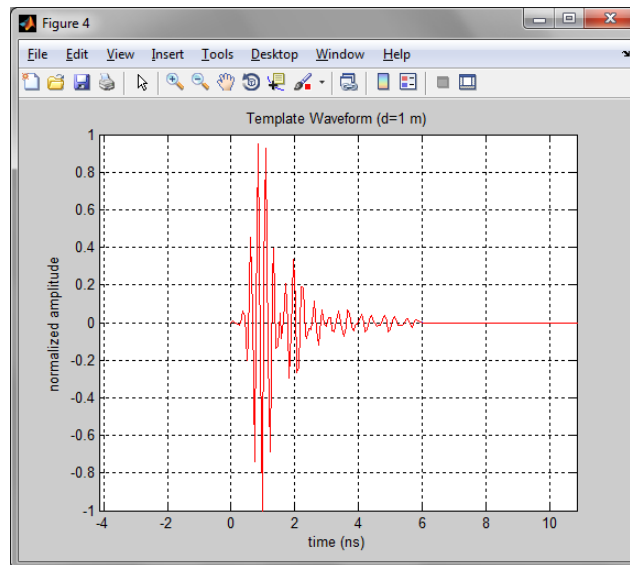 Figure 4
File Edit View Insert Tools Desktop Window Help
Template Waveform (d=1 m)
1
0.8
0.6
0.4
0.2
0
-0.2
-0.4
-0.6
-0.8
-1
normalized amplitude
-4 -2 0 2 4 6 8 10
time (ns)